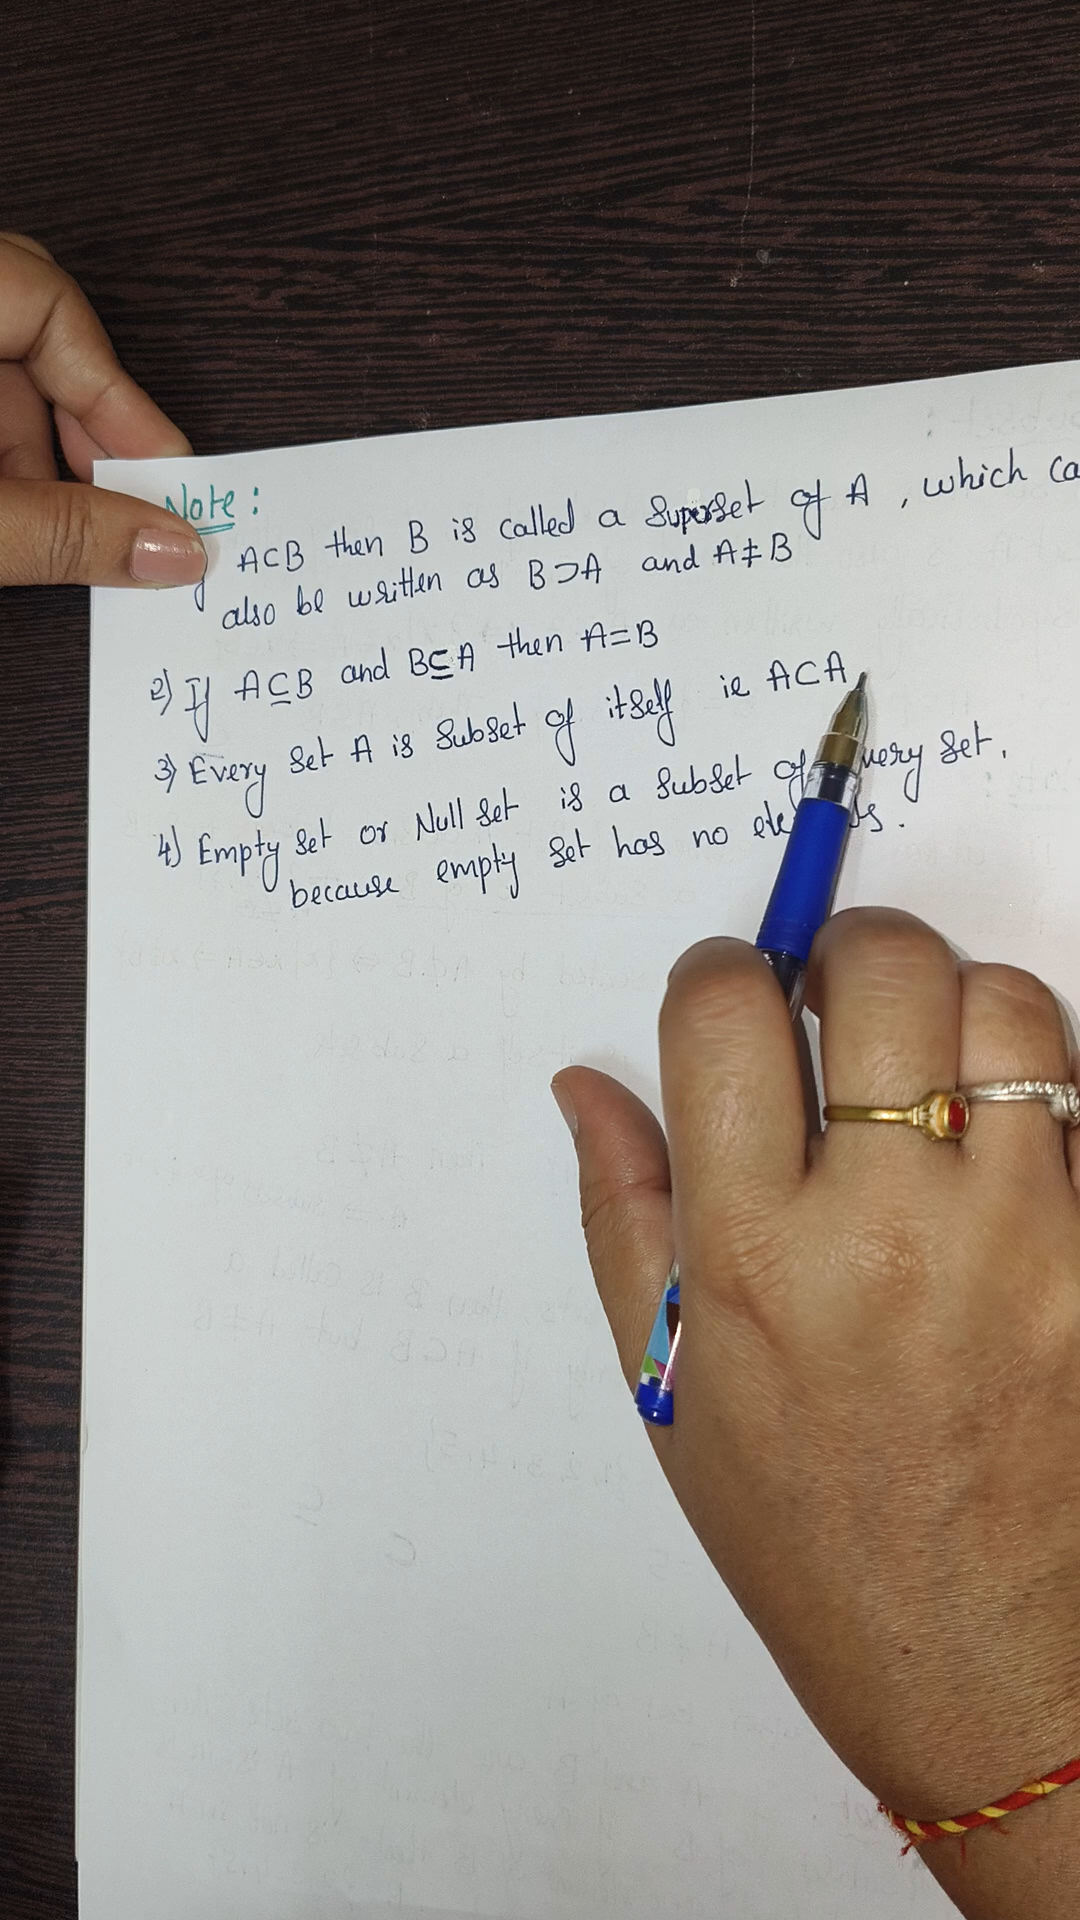 Note:
A⊂B then B is called a Superset of A, which ca
also be written as B⊃A and A≠B
2) If A⊆B and B⊆A then A=B
3) Every Set A is Subset of itself ie A⊂A
4) Empty Set or Null Set is a Subset of Set.
because empty Set has no